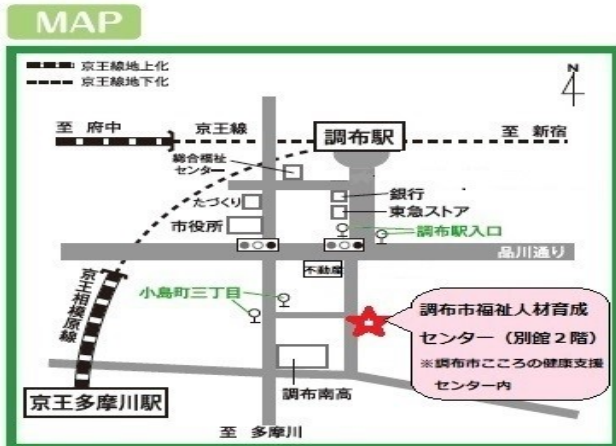 MAP
京王線地上化
京王線地下化
N
至 府中
京王線
調布駅
至 新宿
総合福祉
センター
たづくり
市役所
銀行
東急ストア
調布駅入口
品川通り
不動産
小島町三丁目
京王相模原線
京王多摩川駅
調布南高
至 多摩川
調布市福祉人材育成
センター（別館２階）
※調布市こころの健康支援
センター内